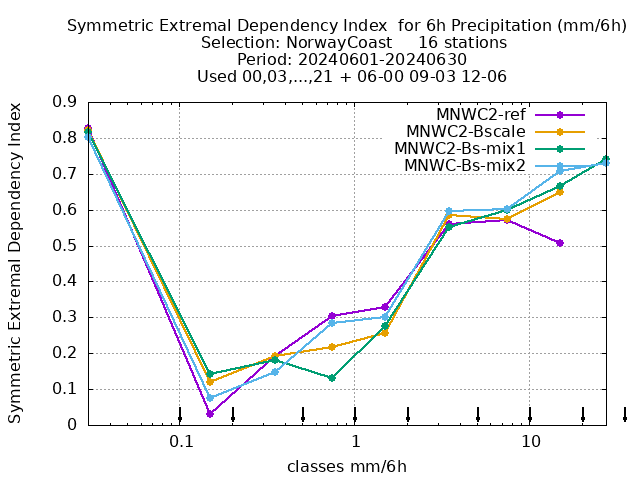 Symmetric Extremal Dependency Index  for 6h Precipitation (mm/6h)
Selection: NorwayCoast     16 stations
Period: 20240601-20240630
Used 00,03,...,21 + 06-00 09-03 12-06
MNWC2-ref
MNWC2-Bscale
MNWC2-Bs-mix1
MNWC-Bs-mix2
Symmetric Extremal Dependency Index
0.9
0.8
0.7
0.6
0.5
0.4
0.3
0.2
0.1
0
0.1 1 10
classes mm/6h